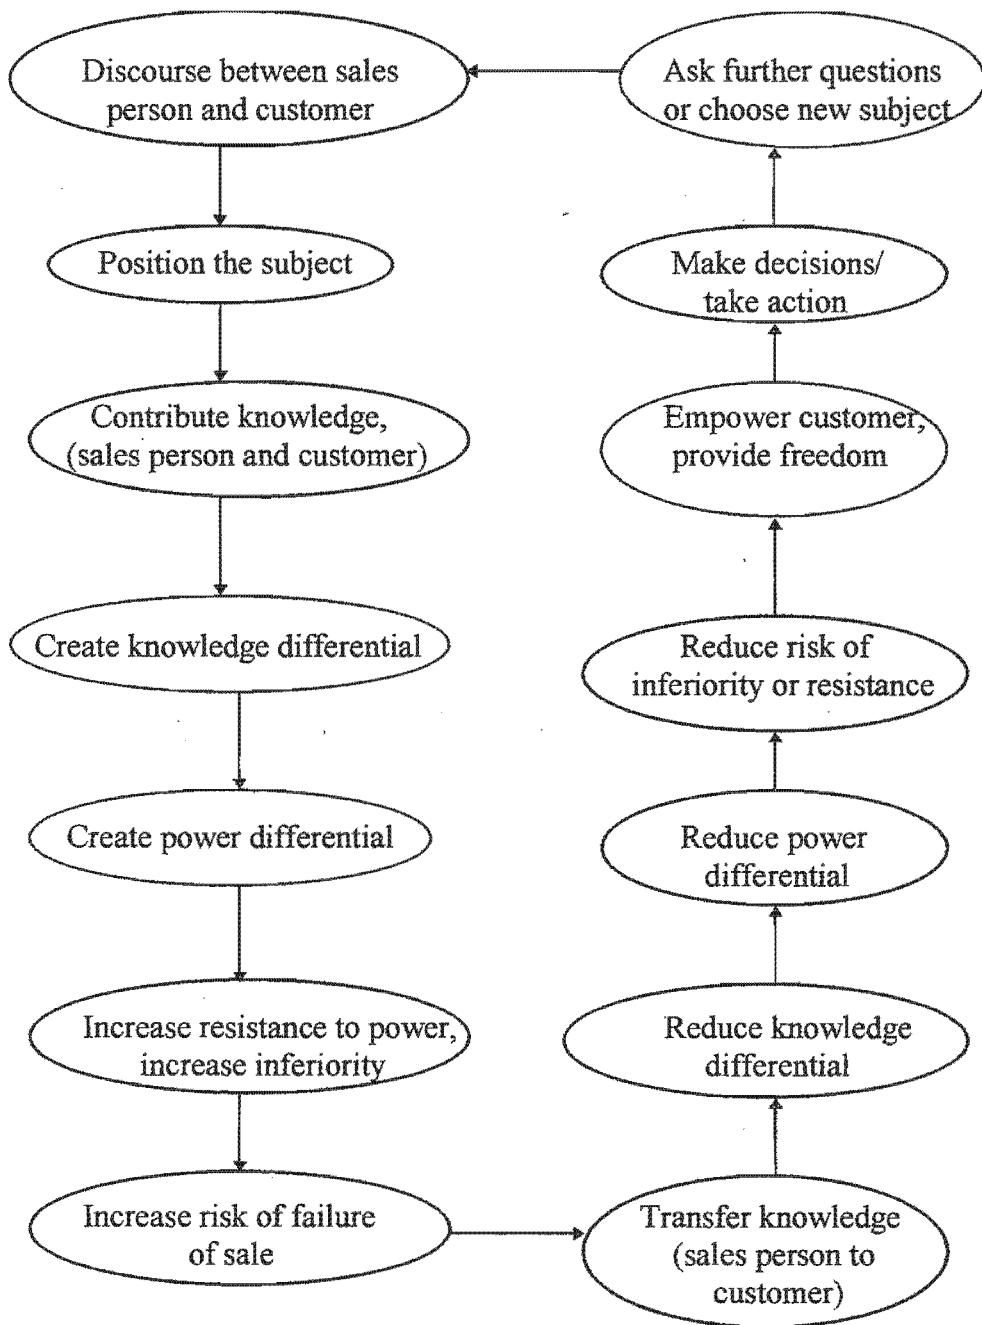 Discourse between sales
person and customer
Position the subject
Contribute knowledge,
(sales person and customer)
Create knowledge differential
Create power differential
Increase resistance to power,
increase inferiority
Increase risk of failure
of sale
Transfer knowledge
(sales person to
customer)
Reduce knowledge
differential
Reduce power
differential
Reduce risk of
inferiority or resistance
Empower customer,
provide freedom
Make decisions/
take action
Ask further questions
or choose new subject